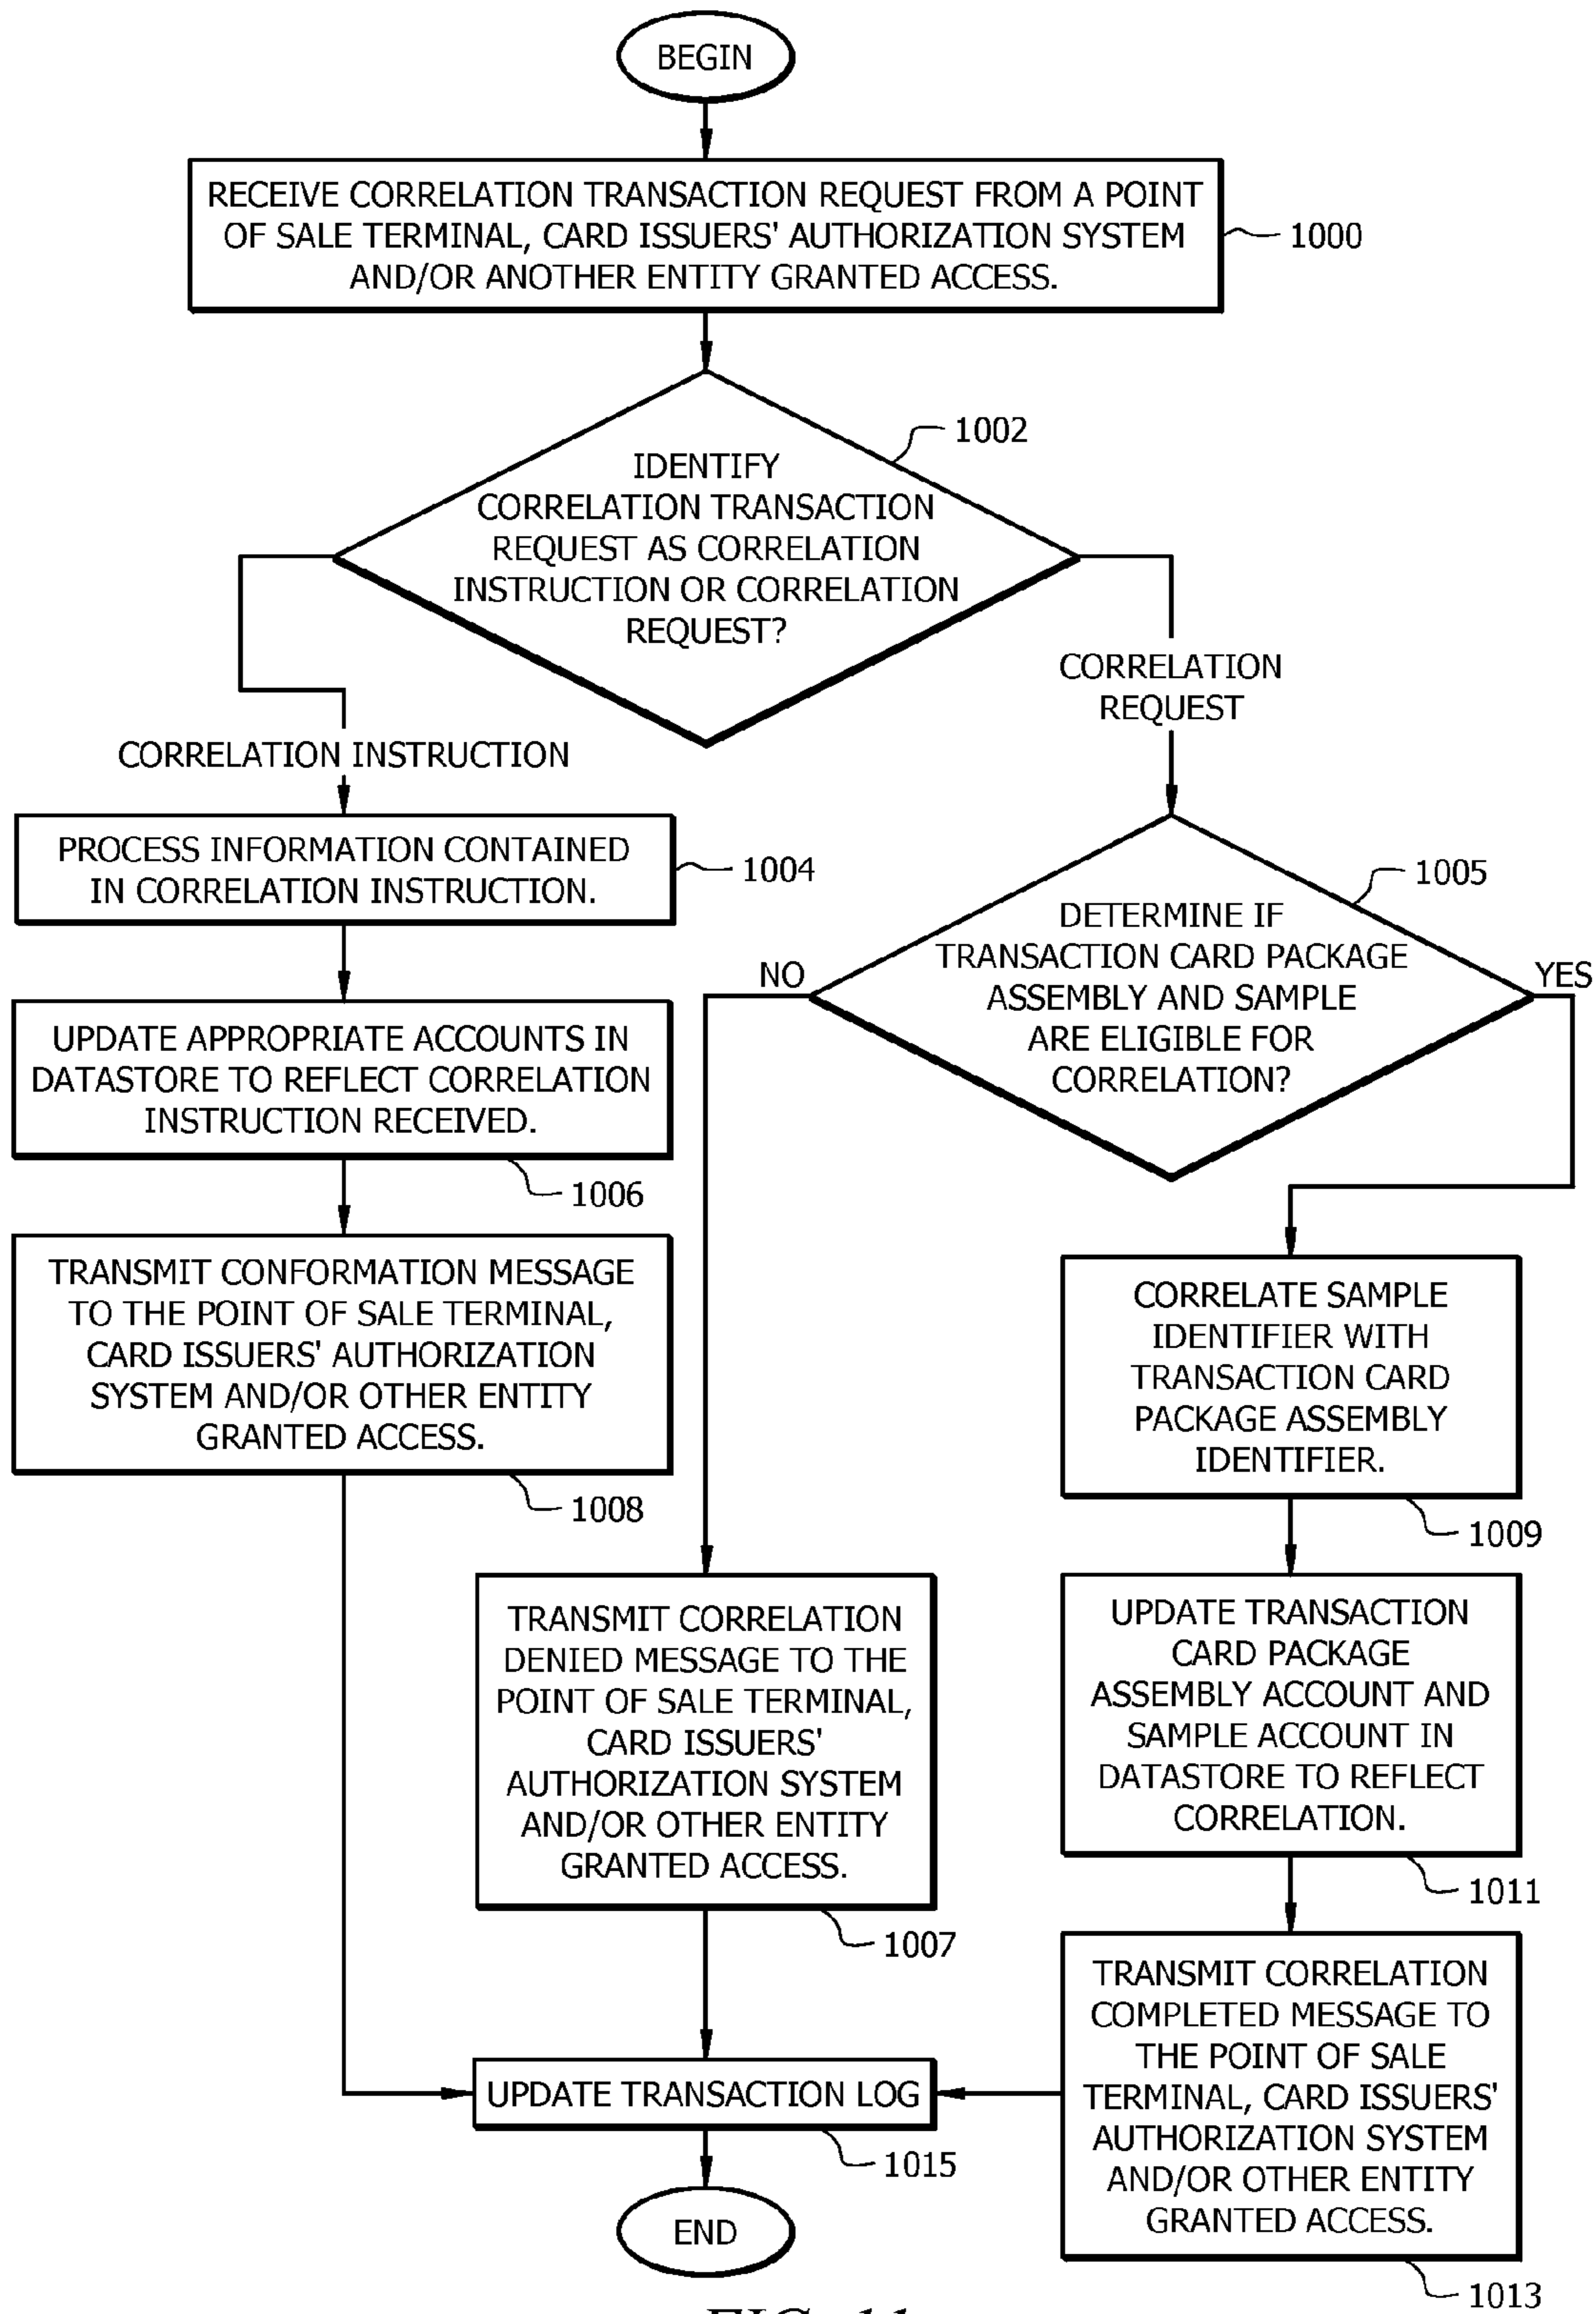 BEGIN
RECEIVE CORRELATION TRANSACTION REQUEST FROM A POINT
OF SALE TERMINAL, CARD ISSUERS' AUTHORIZATION SYSTEM
AND/OR ANOTHER ENTITY GRANTED ACCESS.
1000
1002
IDENTIFY
CORRELATION TRANSACTION
REQUEST AS CORRELATION
INSTRUCTION OR CORRELATION
REQUEST?
CORRELATION INSTRUCTION
CORRELATION
REQUEST
PROCESS INFORMATION CONTAINED
IN CORRELATION INSTRUCTION.
1004
UPDATE APPROPRIATE ACCOUNTS IN
DATASTORE TO REFLECT CORRELATION
INSTRUCTION RECEIVED.
1006
TRANSMIT CONFORMATION MESSAGE
TO THE POINT OF SALE TERMINAL,
CARD ISSUERS' AUTHORIZATION
SYSTEM AND/OR OTHER ENTITY
GRANTED ACCESS.
1008
1005
DETERMINE IF
TRANSACTION CARD PACKAGE
ASSEMBLY AND SAMPLE
ARE ELIGIBLE FOR
CORRELATION?
NO
YES
TRANSMIT CORRELATION
DENIED MESSAGE TO THE
POINT OF SALE TERMINAL,
CARD ISSUERS'
AUTHORIZATION SYSTEM
AND/OR OTHER ENTITY
GRANTED ACCESS.
1007
CORRELATE SAMPLE
IDENTIFIER WITH
TRANSACTION CARD
PACKAGE ASSEMBLY
IDENTIFIER.
1009
UPDATE TRANSACTION
CARD PACKAGE
ASSEMBLY ACCOUNT AND
SAMPLE ACCOUNT IN
DATASTORE TO REFLECT
CORRELATION.
1011
TRANSMIT CORRELATION
COMPLETED MESSAGE TO
THE POINT OF SALE
TERMINAL, CARD ISSUERS'
AUTHORIZATION SYSTEM
AND/OR OTHER ENTITY
GRANTED ACCESS.
1013
UPDATE TRANSACTION LOG
1015
END